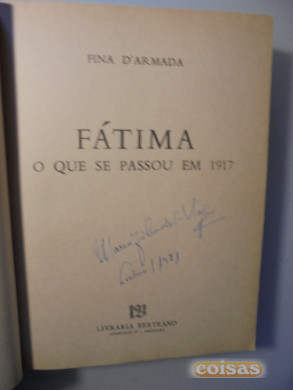 FINA D'ARMADA
FÁTIMA
O QUE SE PASSOU EM 1917
LIVRARIA BERTRAND
coisas